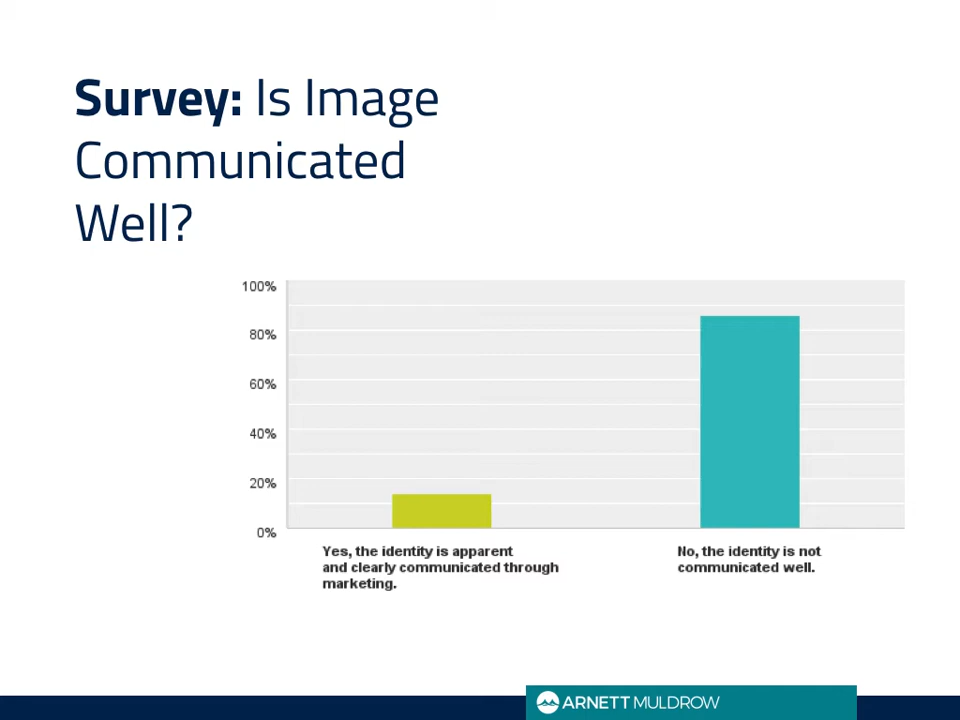 Survey: Is Image
Communicated
Well?
100%
80%
60%
40%
20%
0%
Yes, the identity is apparent
and clearly communicated through
marketing.
No, the identity is not
communicated well.
ARNETT MULDROW